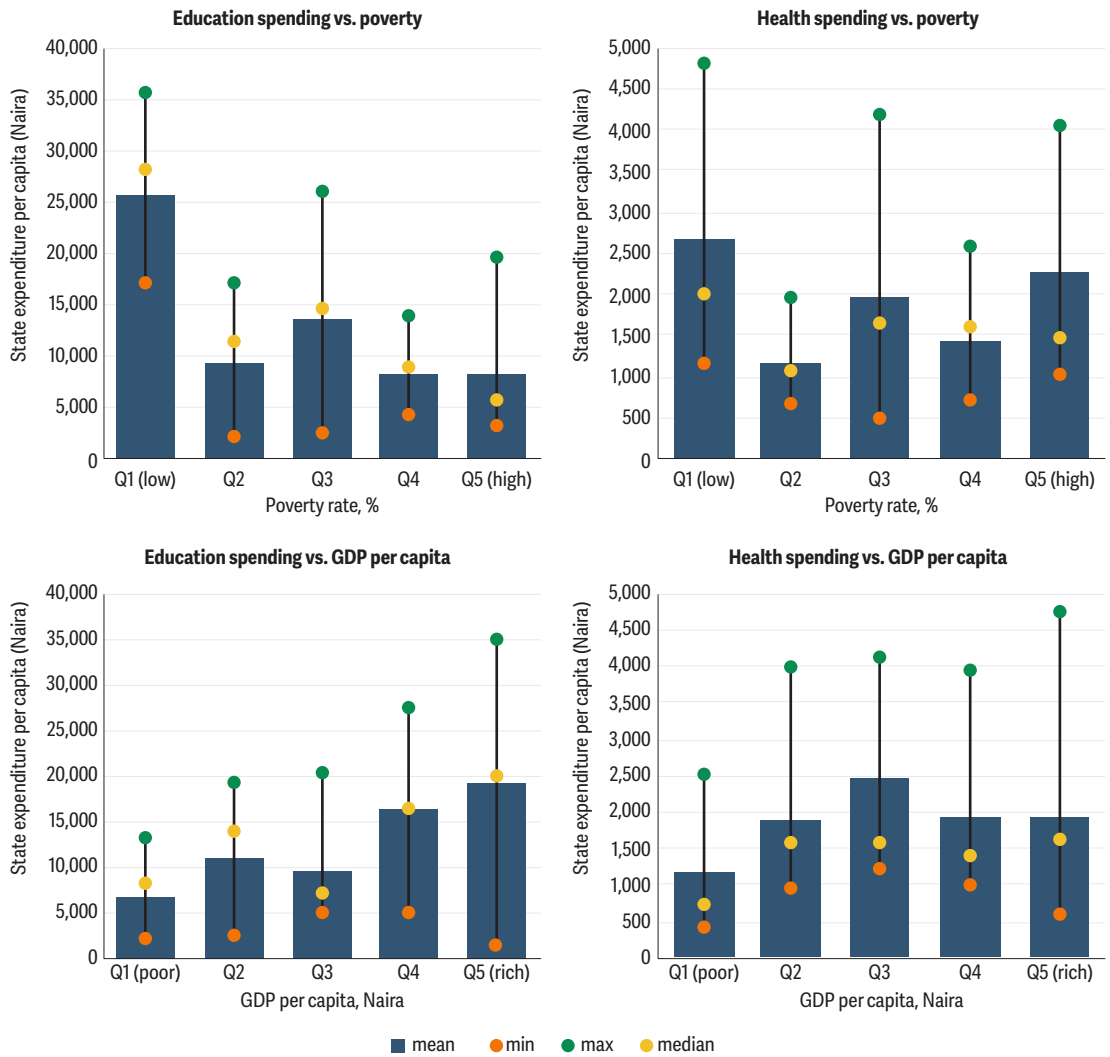 Education spending vs. poverty
State expenditure per capita (Naira)
40,000
35,000
30,000
25,000
20,000
15,000
10,000
5,000
0
Q1 (low) Q2 Q3 Q4 Q5 (high)
Poverty rate, %
Health spending vs. poverty
State expenditure per capita (Naira)
5,000
4,500
4,000
3,500
3,000
2,500
2,000
1,500
1,000
500
0
Q1 (low) Q2 Q3 Q4 Q5 (high)
Poverty rate, %
Education spending vs. GDP per capita
State expenditure per capita (Naira)
40,000
35,000
30,000
25,000
20,000
15,000
10,000
5,000
0
Q1 (poor) Q2 Q3 Q4 Q5 (rich)
GDP per capita, Naira
Health spending vs. GDP per capita
State expenditure per capita (Naira)
5,000
4,500
4,000
3,500
3,000
2,500
2,000
1,500
1,000
500
0
Q1 (poor) Q2 Q3 Q4 Q5 (rich)
GDP per capita, Naira
mean min max median